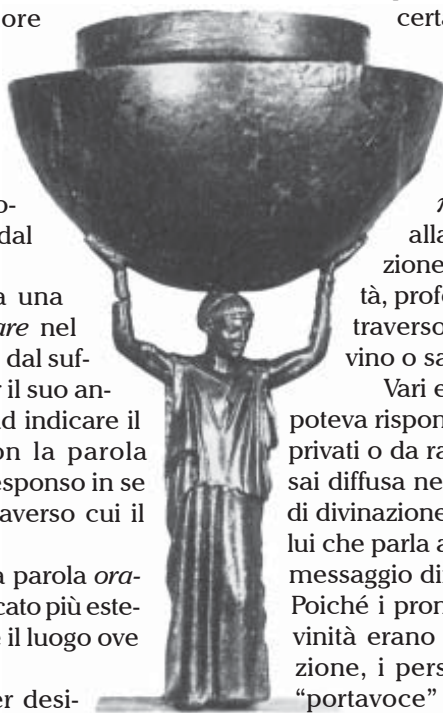 ore
dal
a una
are nel
dal suf-
r il suo an-
d indicare il
on la parola
esponso in se
averso cui il
a parola ora-
cato più este-
e il luogo ove
er desi-
certa
alla
zione
tà, profe
traverso
vino o sa
Vari e
poteva rispon
privati o da ra
sai diffusa ne
di divinazione
lui che parla a
messaggio di
Poiché i pron
vinità erano
zione, i pers
“portavoce”